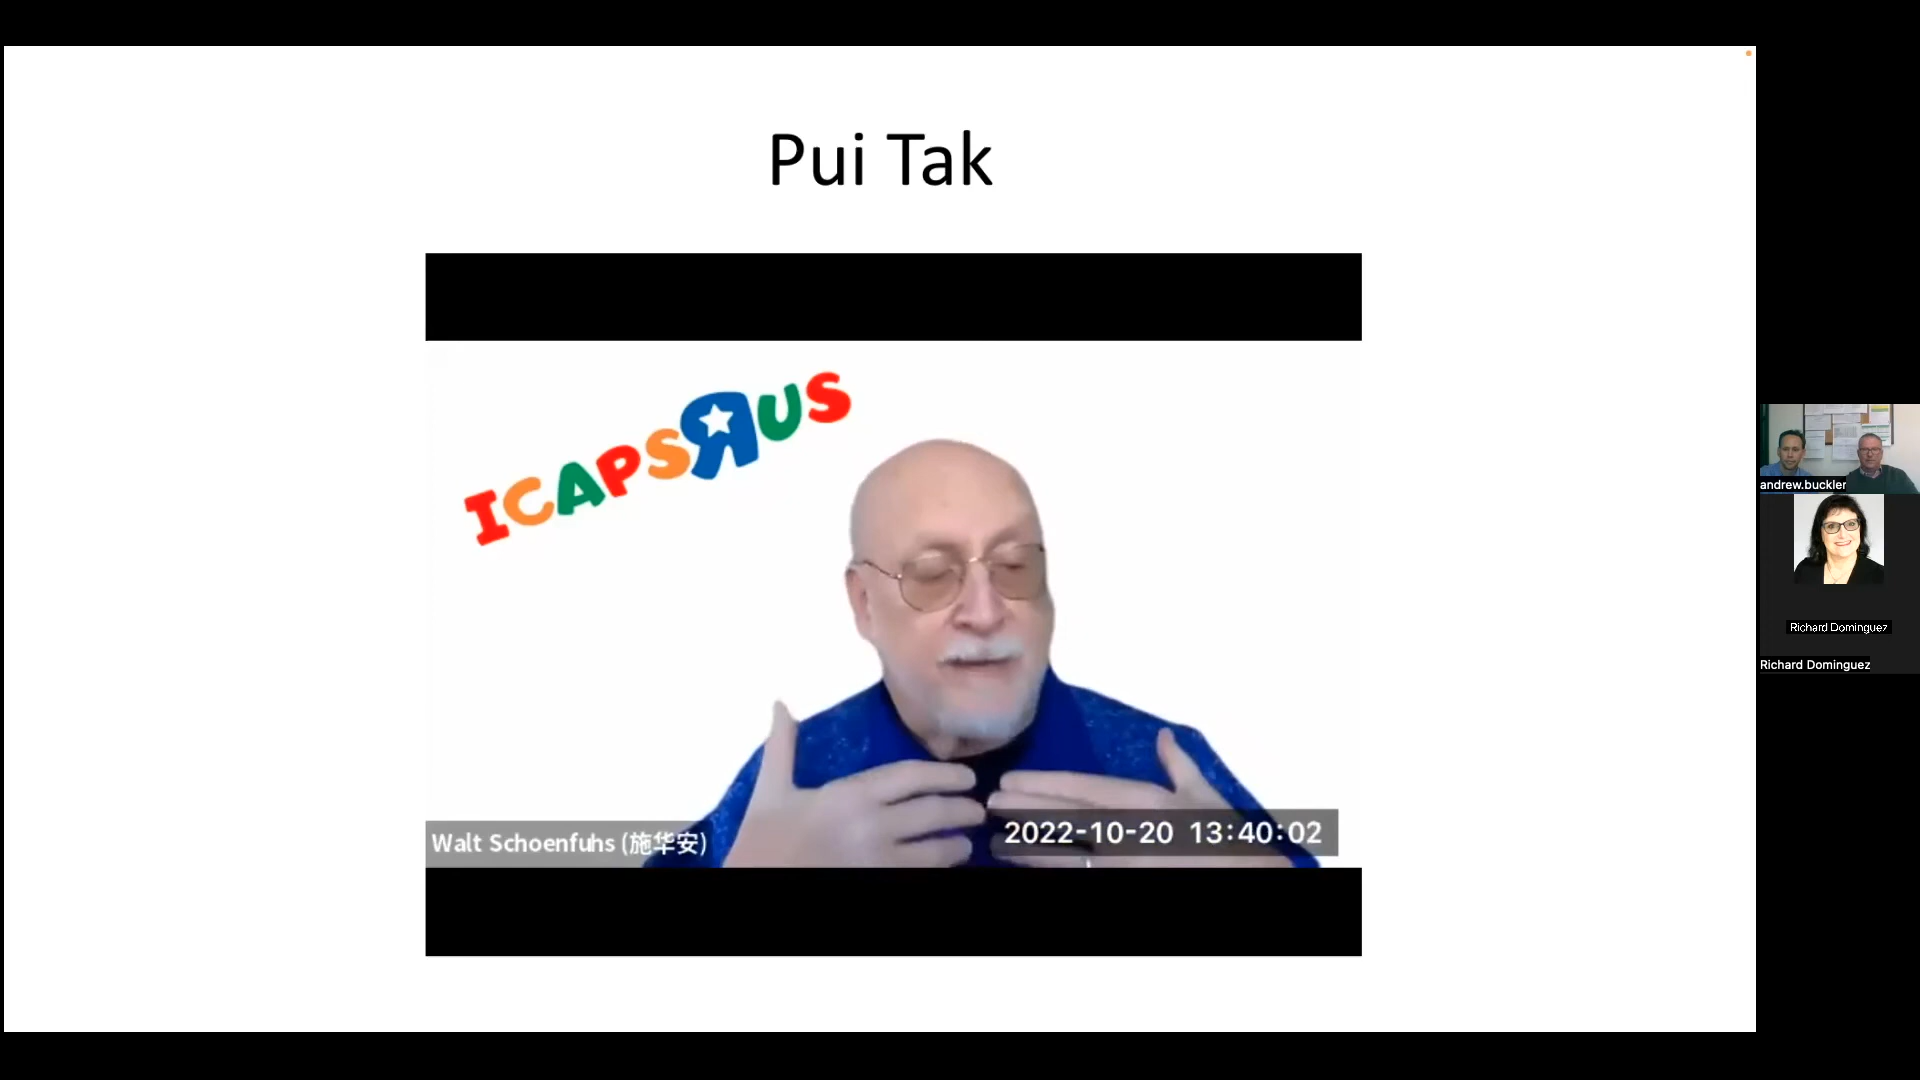 Pui Tak
ICAPSRUS
Walt Schoenfuhs (施华安)
2022-10-20 13:40:02
andrew.buckler
Richard Dominguez
Richard Dominguez